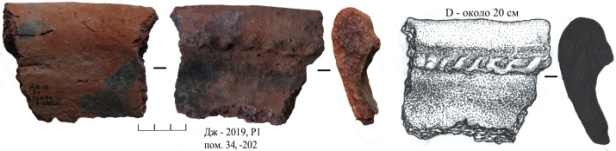 D - около 20 см
Дж - 2019, Р1
пом. 34, -202